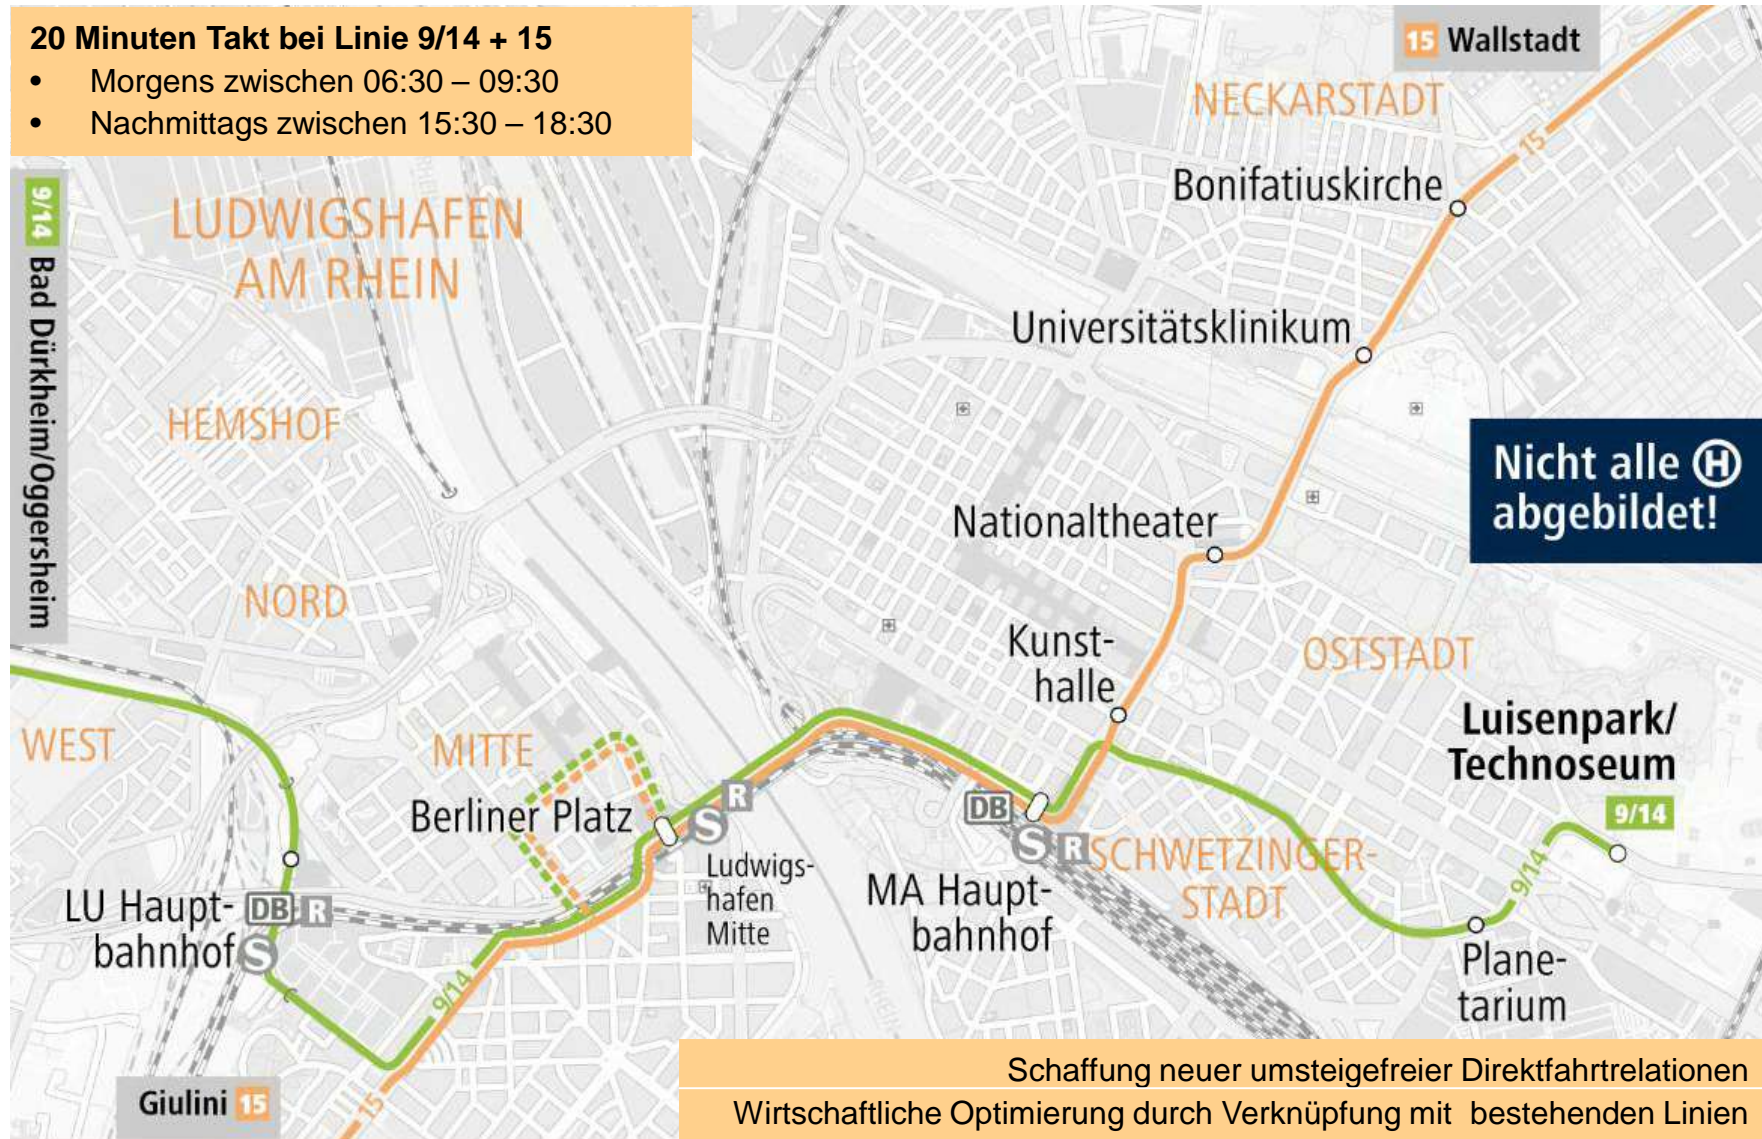 20 Minuten Takt bei Linie 9/14 + 15
• Morgens zwischen 06:30 – 09:30
• Nachmittags zwischen 15:30 – 18:30
15 Wallstadt
NECKARSTADT
15
Bonifatiuskirche
9/14 Bad Dürkheim/Oggersheim
LUDWIGSHAFEN
AM RHEIN
Universitätsklinikum
HEMSHOF
Nicht alle H
abgebildet!
Nationaltheater
NORD
Kunst-
halle
OSTSTADT
WEST
MITTE
Luisenpark/
Technoseum
9/14
Berliner Platz
S R
Ludwigs-
hafen
Mitte
DB
S R
MA Haupt-
bahnhof
SCHWETZINGER-
STADT
9/14
LU Haupt-
bahnhof
DB R
S
Plane-
tarium
9/14
Giulini 15
15
Schaffung neuer umsteigefreier Direktfahrtrelationen
Wirtschaftliche Optimierung durch Verknüpfung mit bestehenden Linien